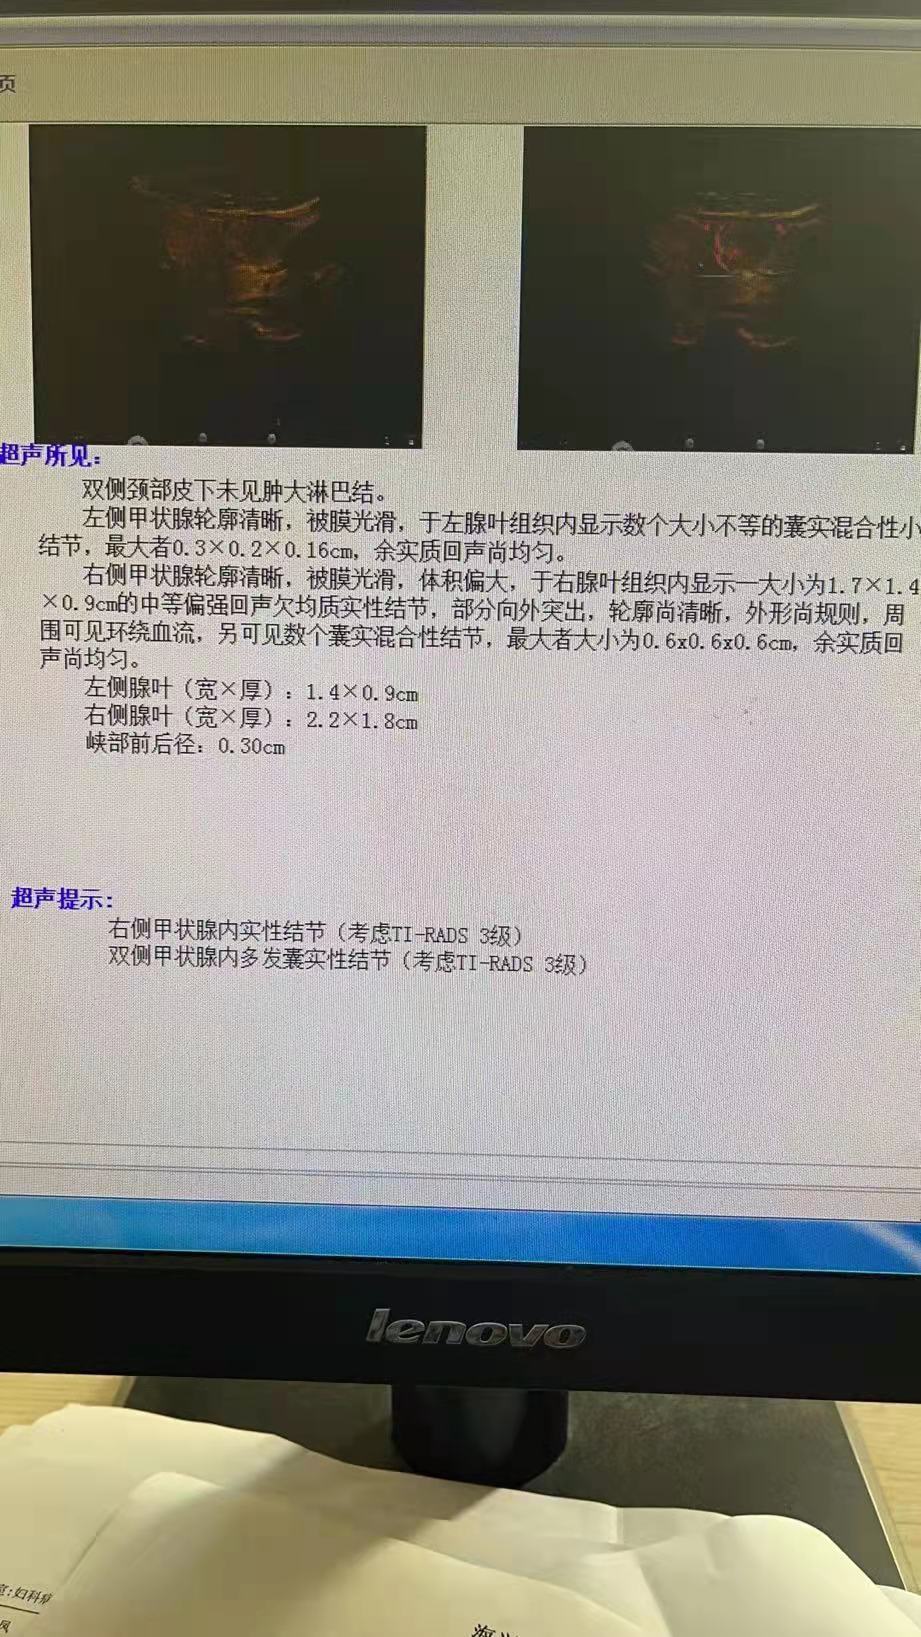 页
超声所见:
双侧颈部皮下未见肿大淋巴结。
左侧甲状腺轮廓清晰，被膜光滑，于左腺叶组织内显示数个大小不等的囊实混合性小
结节，最大者0.3×0.2×0.16cm，余实质回声尚均匀。
右侧甲状腺轮廓清晰，被膜光滑，体积偏大，于右腺叶组织内显示一大小为1.7×1.4
×0.9cm的中等偏强回声欠均质实性结节，部分向外突出，轮廓尚清晰，外形尚规则，周
围可见环绕血流，另可见数个囊实混合性结节，最大者大小为0.6x0.6x0.6cm，余实质回
声尚均匀。
左侧腺叶（宽×厚）：1.4×0.9cm
右侧腺叶（宽×厚）：2.2×1.8cm
峡部前后径：0.30cm
超声提示:
右侧甲状腺内实性结节（考虑TI-RADS 3级）
双侧甲状腺内多发囊实性结节（考虑TI-RADS 3级）
lenovo
:妇科
风